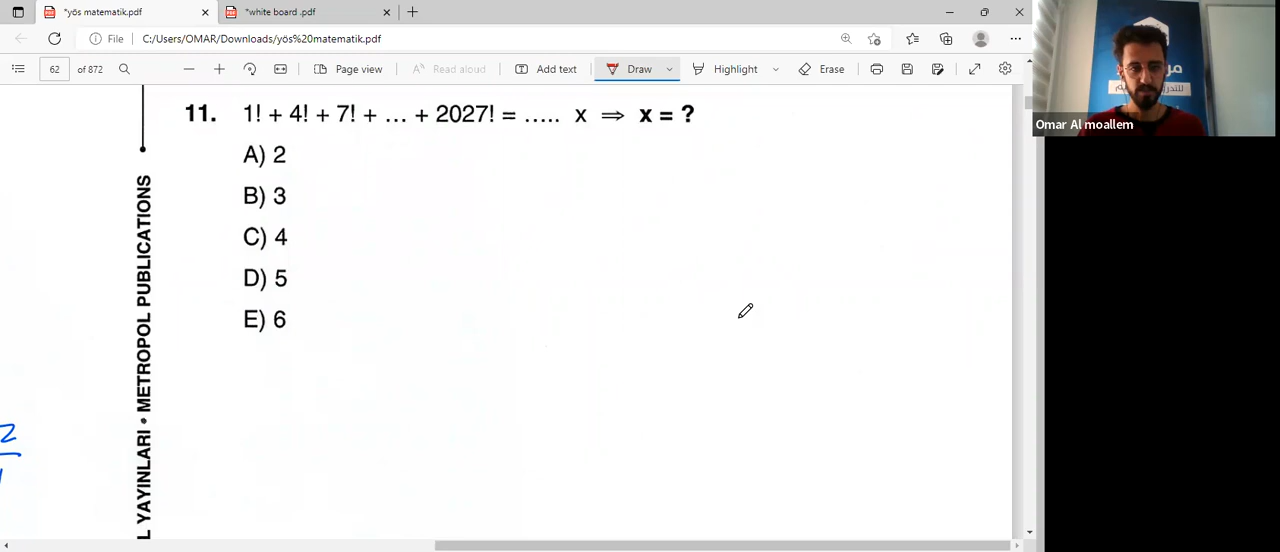 *yös matematik.pdf
*white board .pdf
File C:/Users/OMAR/Downloads/yös%20matematik.pdf
62 of 872 Page view Read aloud Add text Draw Highlight Erase
Omar Al moallem
11. 1! + 4! + 7! + ... + 2027! = ..... x ⇒ x = ?
A) 2
B) 3
C) 4
D) 5
E) 6
L YAYINLARI • METROPOL PUBLICATIONS
2